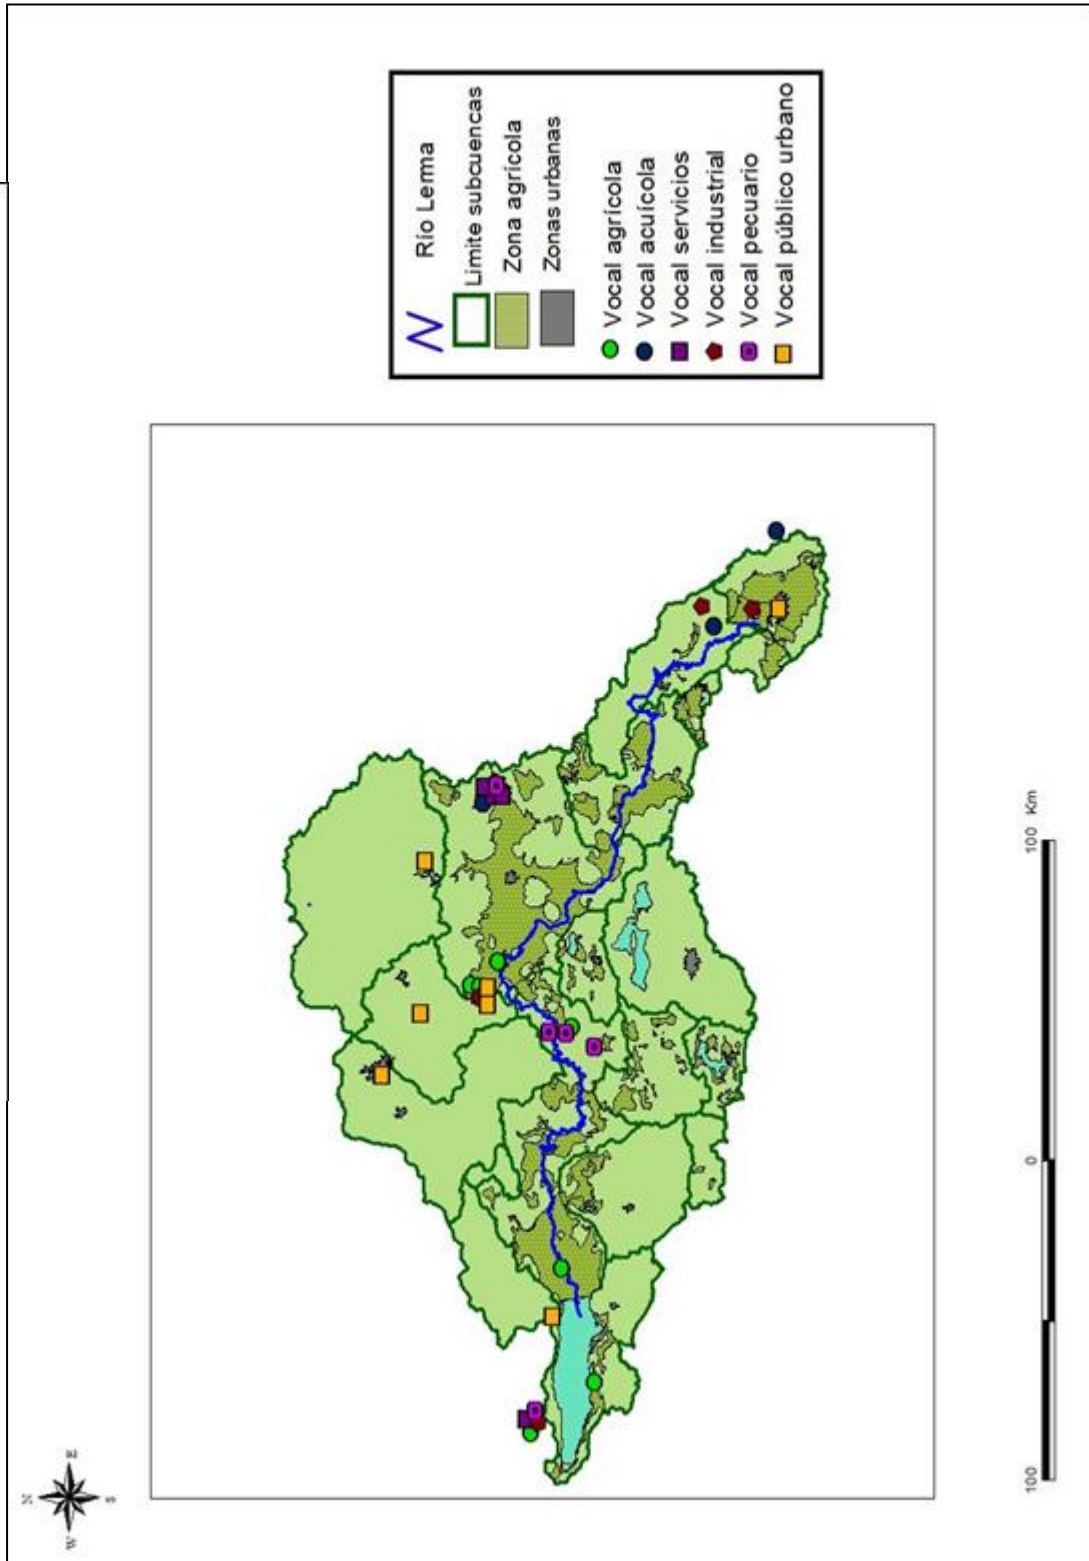 N
W
E
S
Río Lerma
Limite subcuencas
Zona agrícola
Zonas urbanas
Vocal agrícola
Vocal acuícola
Vocal servicios
Vocal industrial
Vocal pecuario
Vocal público urbano
100 0 100 Km